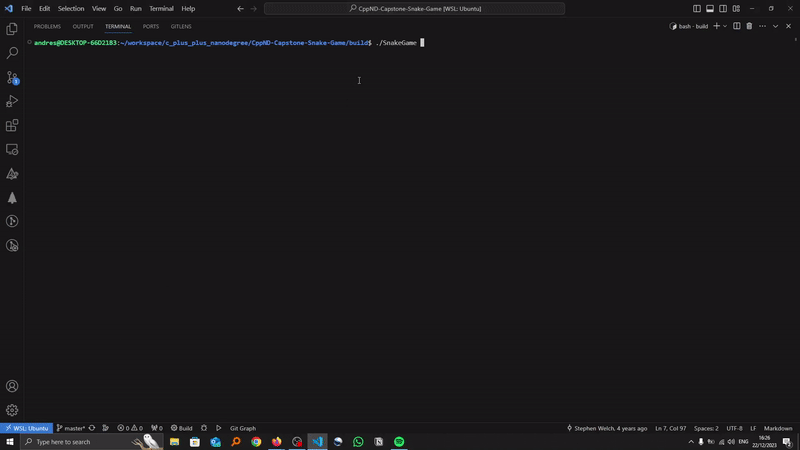 File Edit Selection View Go Run Terminal Help
CppND-Capstone-Snake-Game [WSL: Ubuntu]
PROBLEMS OUTPUT TERMINAL PORTS GITLENS
bash - build
andres@DESKTOP-66D21B3:~/workspace/c_plus_plus_nanodegree/CppND-Capstone-Snake-Game/build$ ./SnakeGame
1
WSL: Ubuntu master* 0 0 0 Build Git Graph Stephen Welch, 4 years ago Ln 7, Col 97 Spaces: 2 UTF-8 LF Markdown
Type here to search ENG 16:26
22/12/2023